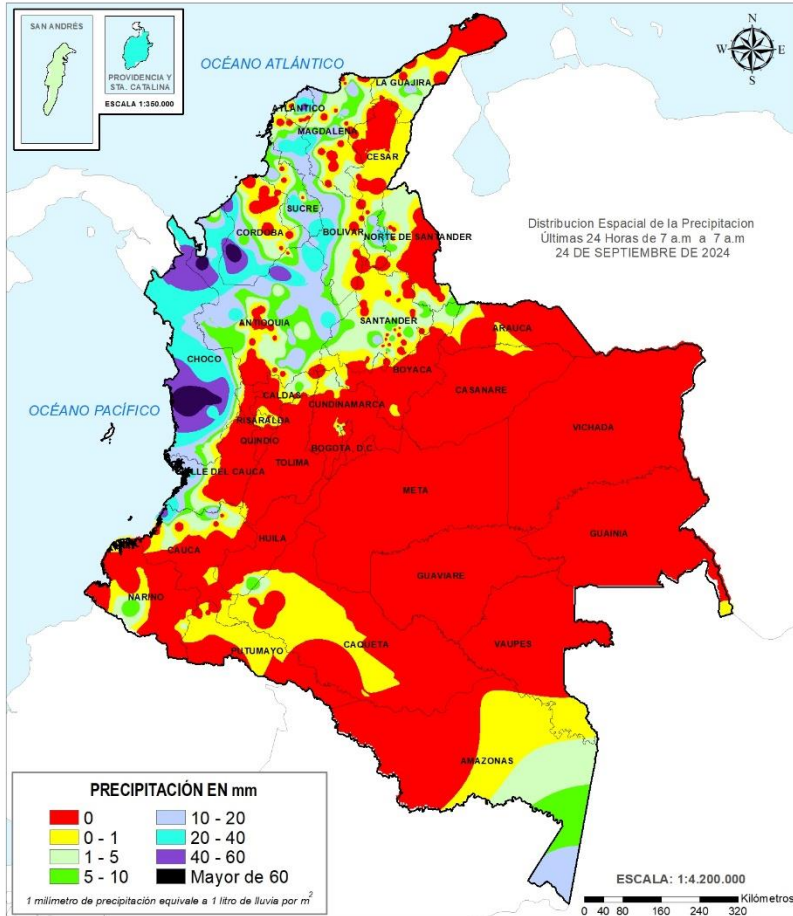 SAN ANDRÉS
PROVIDENCIA Y
STA. CATALINA
ESCALA 1:350.000
OCÉANO ATLÁNTICO
N
W
E
S
LA GUAJIRA
ATLANTICO
MAGDALENA
CESAR
SUCRE
CORDOBA
BOLIVAR
NORTE DE SANTANDER
Distribucion Espacial de la Precipitacion
Últimas 24 Horas de 7 a.m a 7 a.m
24 DE SEPTIEMBRE DE 2024
ANTIOQUIA
SANTANDER
ARAUCA
CHOCO
BOYACA
CASANARE
CALDAS
CUNDINAMARCA
OCÉANO PACÍFICO
RISARALDA
VICHADA
QUINDIO
BOGOTA, D.C
TOLIMA
LLE DEL CAUCA
META
GUAINIA
HUILA
CAUCA
GUAVIARE
NARIÑO
CAQUETA
VAUPES
PUTUMAYO
AMAZONAS
PRECIPITACIÓN EN mm
0
0 - 1
1 - 5
5 - 10
10 - 20
20 - 40
40 - 60
Mayor de 60
1 milimetro de precipitación equivale a 1 litro de lluvia por m²
ESCALA: 1:4.200.000
Kilómetros
0 40 80 160 240 320